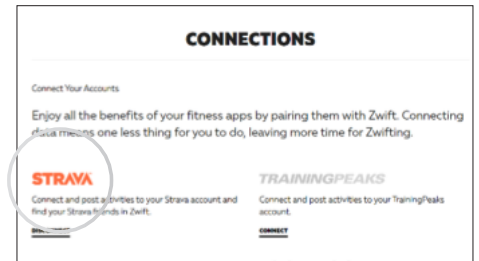 CONNECTIONS
Connect Your Accounts
Enjoy all the benefits of your fitness apps by pairing them with Zwift. Connecting
data means one less thing for you to do, leaving more time for Zwifting.
STRAVA
Connect and post activities to your Strava account and
find your Strava friends in Zwift.
DISCONNECT
TRAININGPEAKS
Connect and post activities to your TrainingPeaks
account.
CONNECT